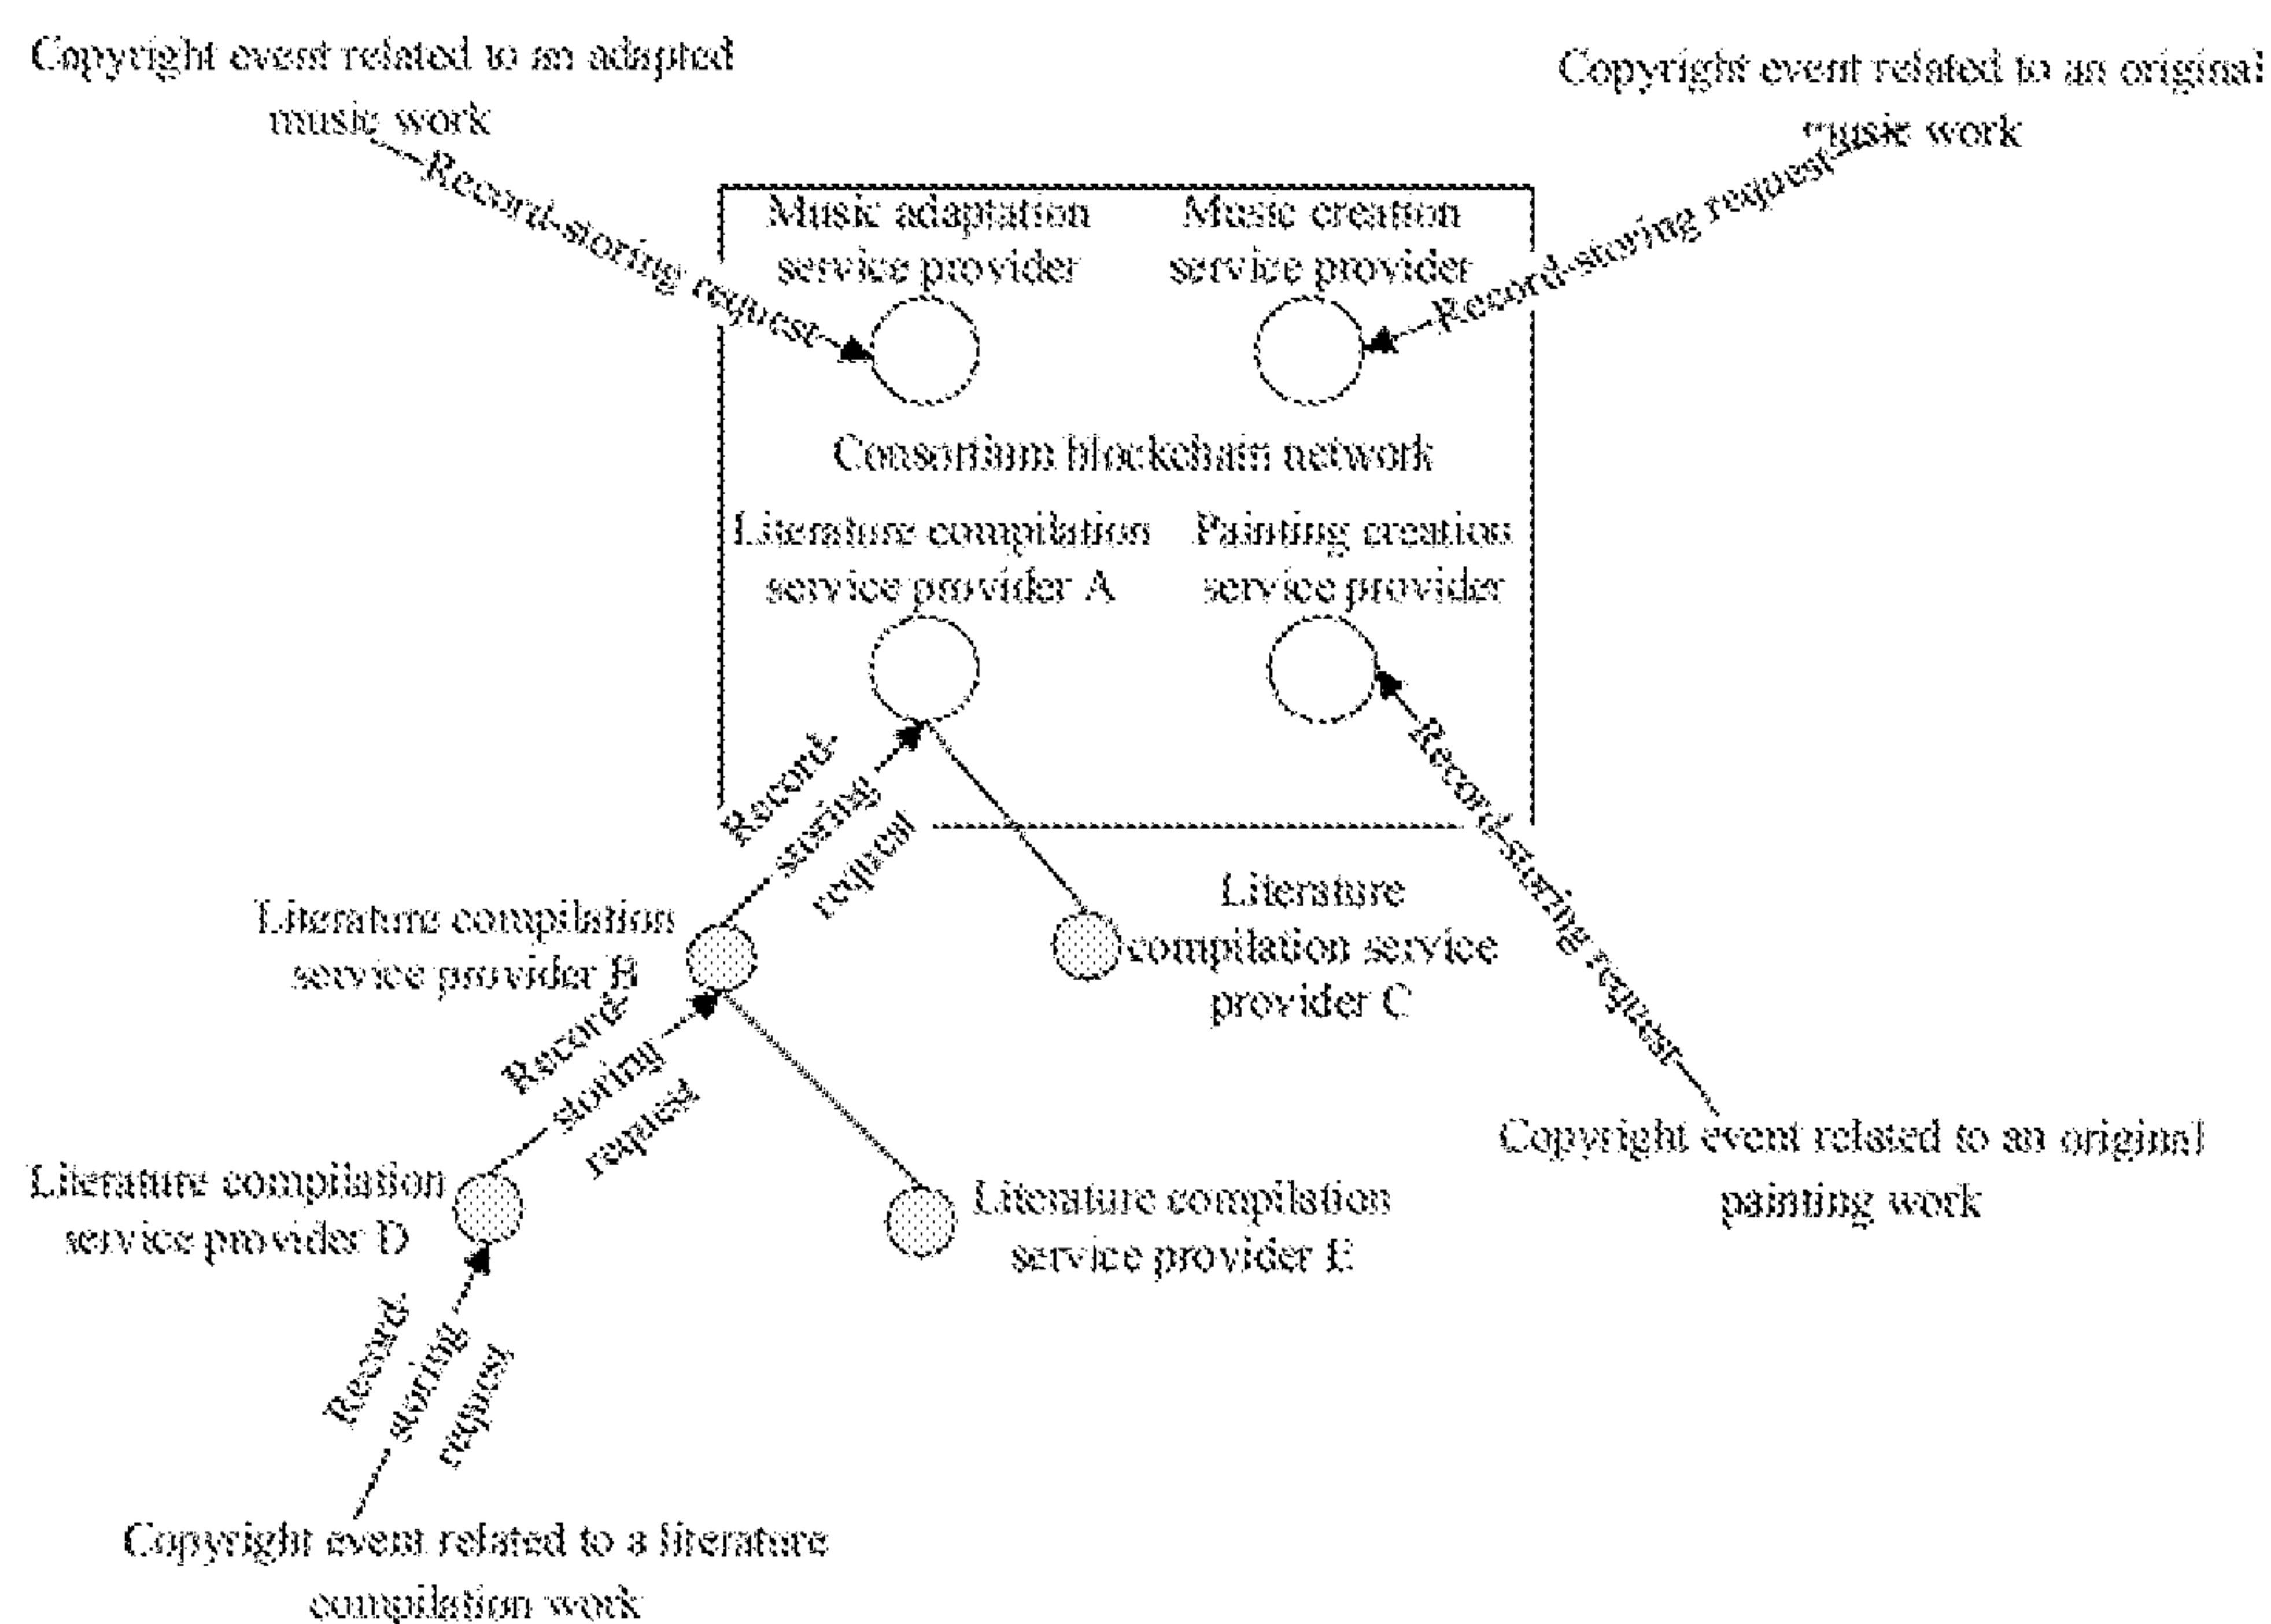 Copyright event related to an adapted
music work
Copyright event related to an original
music work
Record-storing request
Record-storing request
Music adaptation
service provider
Music creation
service provider
Consortium blockchain network
Literature compilation
service provider A
Painting creation
service provider
Record-
storing
request
Record-storing request
Literature compilation
service provider B
Literature
compilation service
provider C
Record-
storing
request
Copyright event related to an original
painting work
Literature compilation
service provider D
Literature compilation
service provider E
Record-
storing
request
Copyright event related to a literature
compilation work